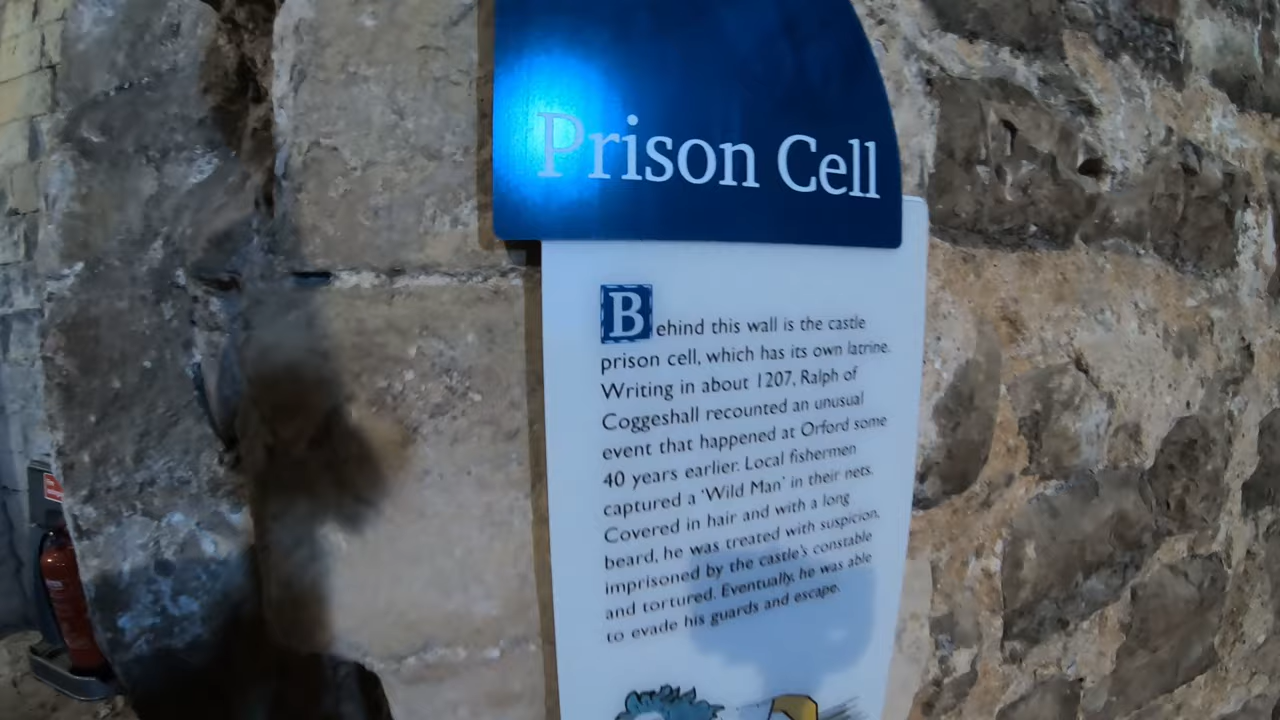 Prison Cell
Behind this wall is the castle
prison cell, which has its own latrine.
Writing in about 1207, Ralph of
Coggeshall recounted an unusual
event that happened at Orford some
40 years earlier. Local fishermen
captured a 'Wild Man' in their nets.
Covered in hair and with a long
beard, he was treated with suspicion,
imprisoned by the castle's constable
and tortured. Eventually, he was able
to evade his guards and escape.